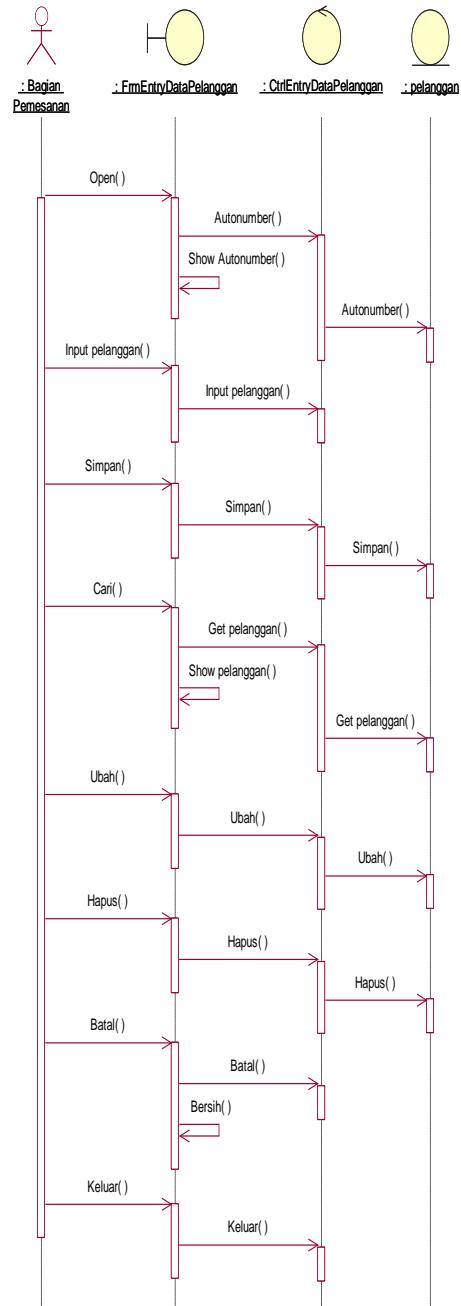 : Bagian
Pemesanan
: FrmEntryDataPelanggan
: CtrlEntryDataPelanggan
: pelanggan
Open( )
Autonumber( )
Show Autonumber( )
Autonumber( )
Input pelanggan( )
Input pelanggan( )
Simpan( )
Simpan( )
Simpan( )
Cari( )
Get pelanggan( )
Show pelanggan( )
Get pelanggan( )
Ubah( )
Ubah( )
Ubah( )
Hapus( )
Hapus( )
Hapus( )
Batal( )
Batal( )
Bersih( )
Keluar( )
Keluar( )